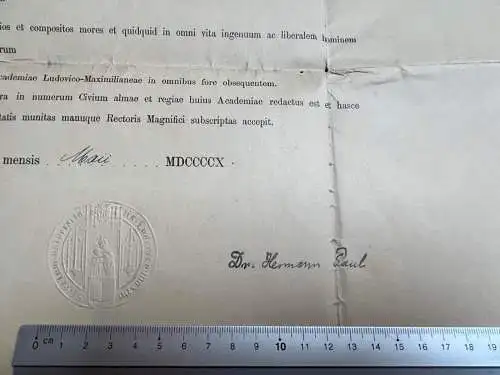 ios et compositos mores et quidquid in omni vita ingenuum ac liberalem hominem
rum
cademiae Ludovico-Maximilianeae in omnibus fore obsequentem.
ra in numerum Civium almae et regiae huius Academiae redactus est et hasce
tatis munitas manuque Rectoris Magnifici subscriptas accepit.
mensis Maii MDCCCCX.
Dr. Hermann Paul
0 cm 1 2 3 4 5 6 7 8 9 10 11 12 13 14 15 16 17 18 19